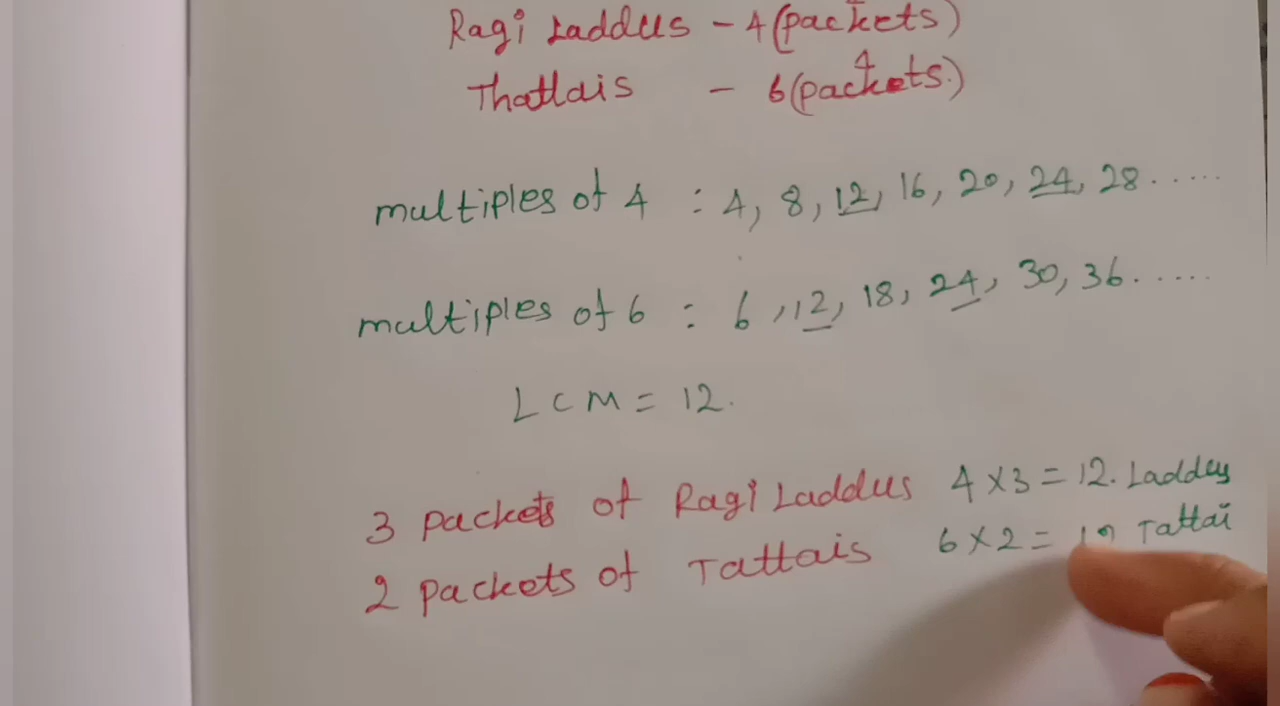 Ragi Laddus - 4(packets)
Thatlais - 6(packets)
multiples of 4 : 4, 8, 12, 16, 20, 24, 28.....
multiples of 6 : 6, 12, 18, 24, 30, 36.....
LCM = 12.
3 packets of Ragi Laddus 4 x 3 = 12. Laddus
2 packets of Tattais 6 x 2 = 12 Tattai